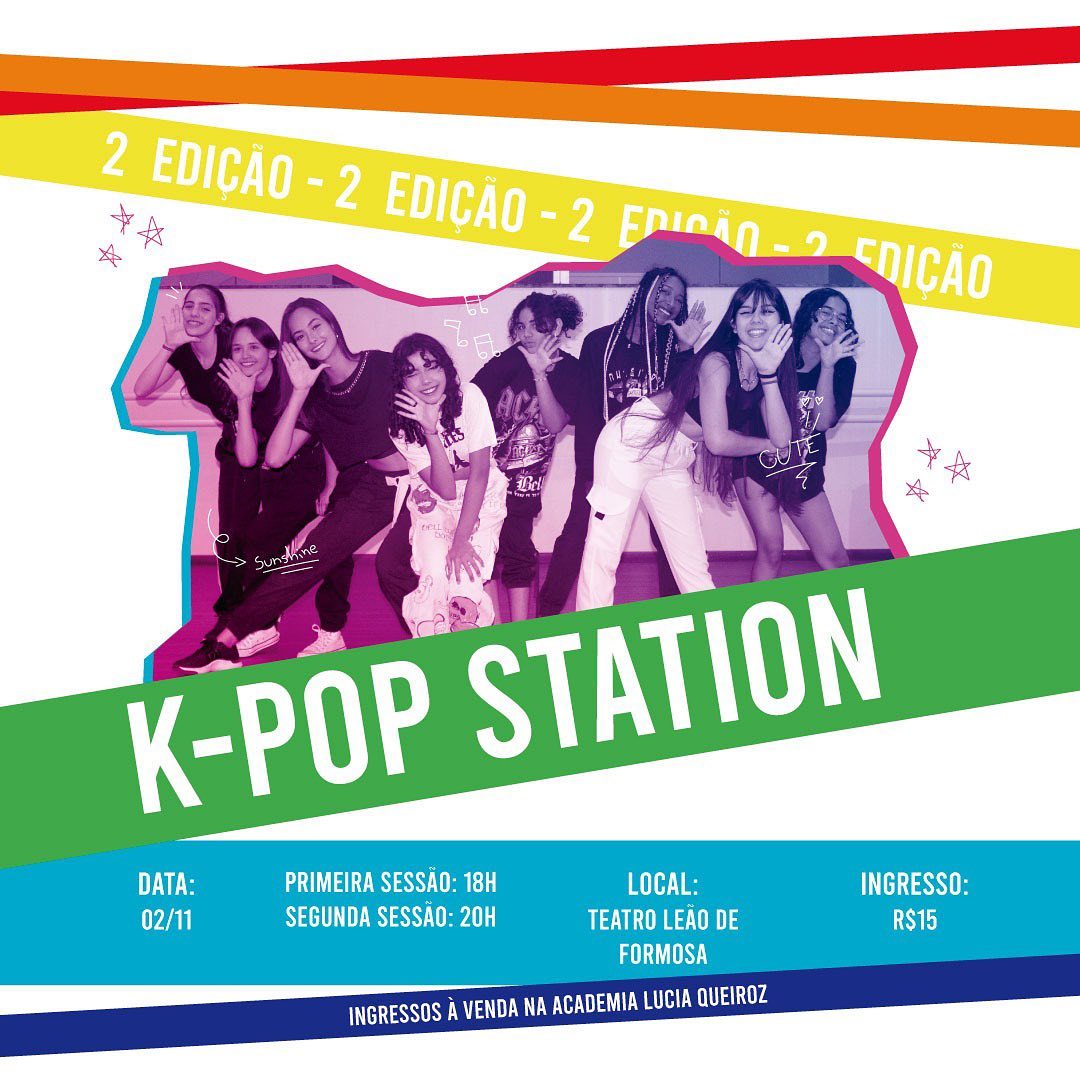 2 EDIÇÃO - 2 EDIÇÃO - 2 EDIÇÃO - 2 EDIÇÃO
CUTE
Sunshine
K-POP STATION
DATA:
02/11
PRIMEIRA SESSÃO: 18H
SEGUNDA SESSÃO: 20H
LOCAL:
TEATRO LEÃO DE
FORMOSA
INGRESSO:
R$15
INGRESSOS À VENDA NA ACADEMIA LUCIA QUEIROZ